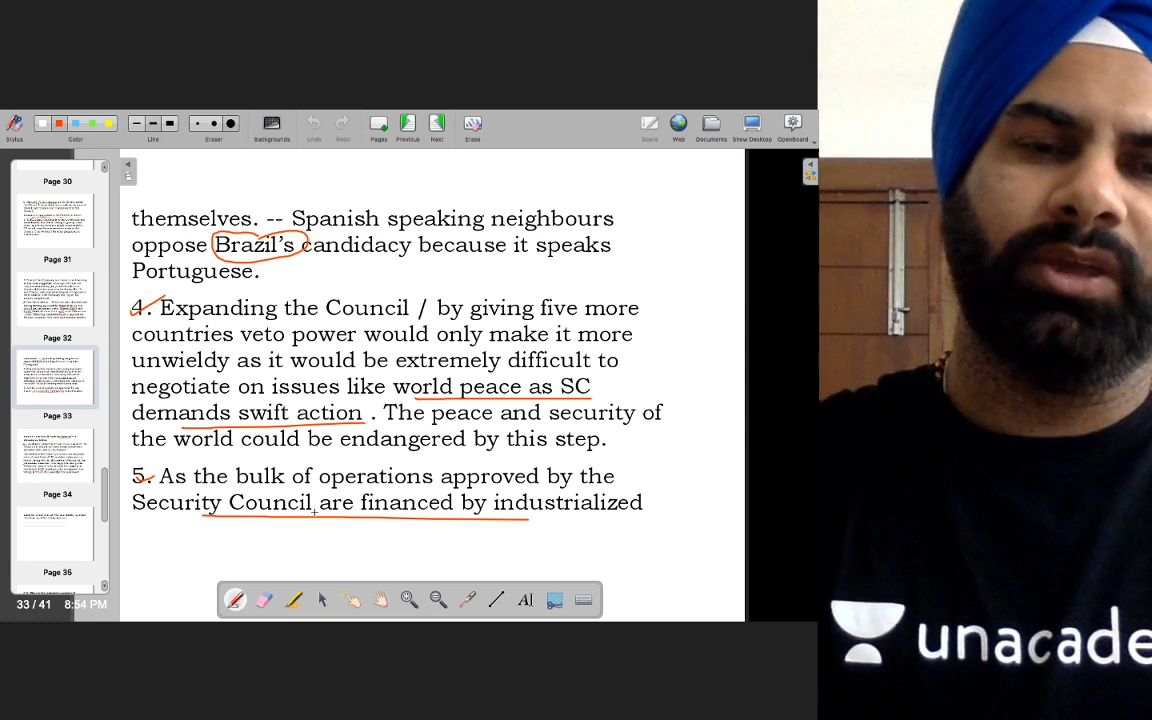 Stylus
Color
Line
Eraser
Backgrounds
Undo
Redo
Pages
Previous
Next
Erase
Board
Web
Documents
Show Desktop
OpenBoard
Page 30
Page 31
Page 32
Page 33
Page 34
Page 35
33 / 41 8:54 PM
themselves. -- Spanish speaking neighbours
oppose Brazil's candidacy because it speaks
Portuguese.
4. Expanding the Council / by giving five more
countries veto power would only make it more
unwieldy as it would be extremely difficult to
negotiate on issues like world peace as SC
demands swift action . The peace and security of
the world could be endangered by this step.
5. As the bulk of operations approved by the
Security Council are financed by industrialized
unacade